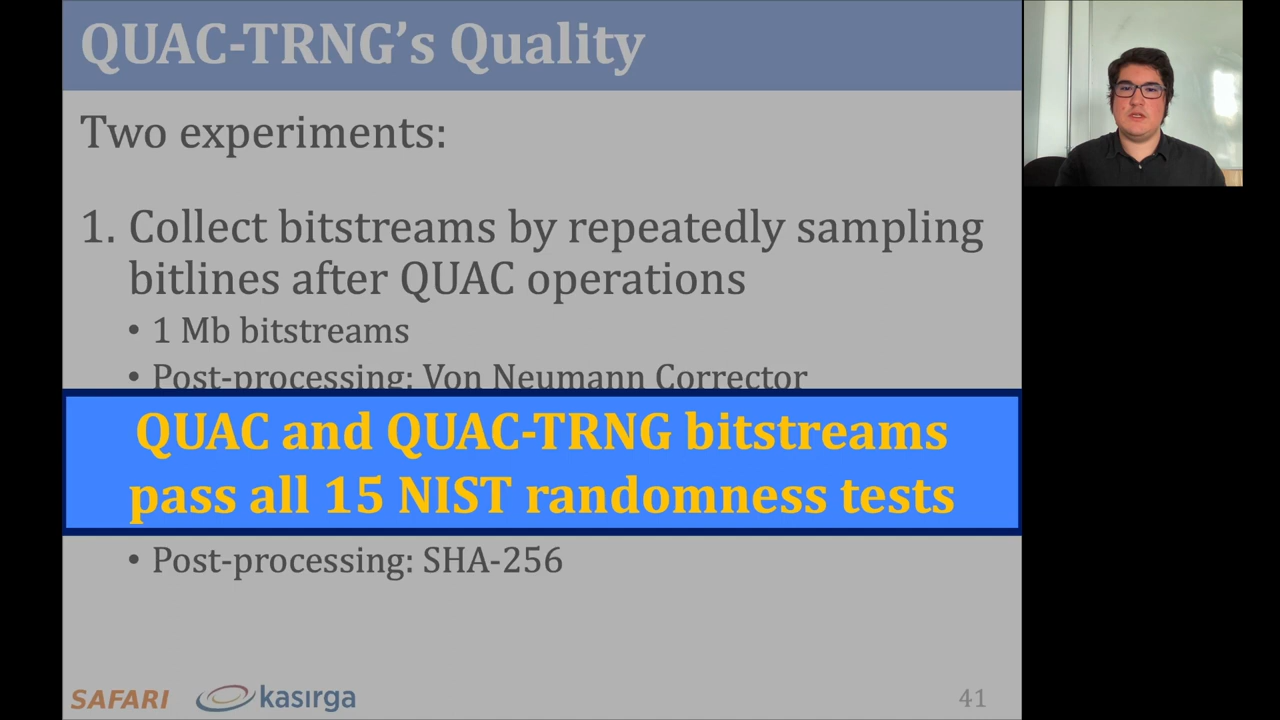 QUAC-TRNG’s Quality
Two experiments:
1. Collect bitstreams by repeatedly sampling
bitlines after QUAC operations
• 1 Mb bitstreams
• Post-processing: Von Neumann Corrector
QUAC and QUAC-TRNG bitstreams
pass all 15 NIST randomness tests
• Post-processing: SHA-256
SAFARI kasırga 41